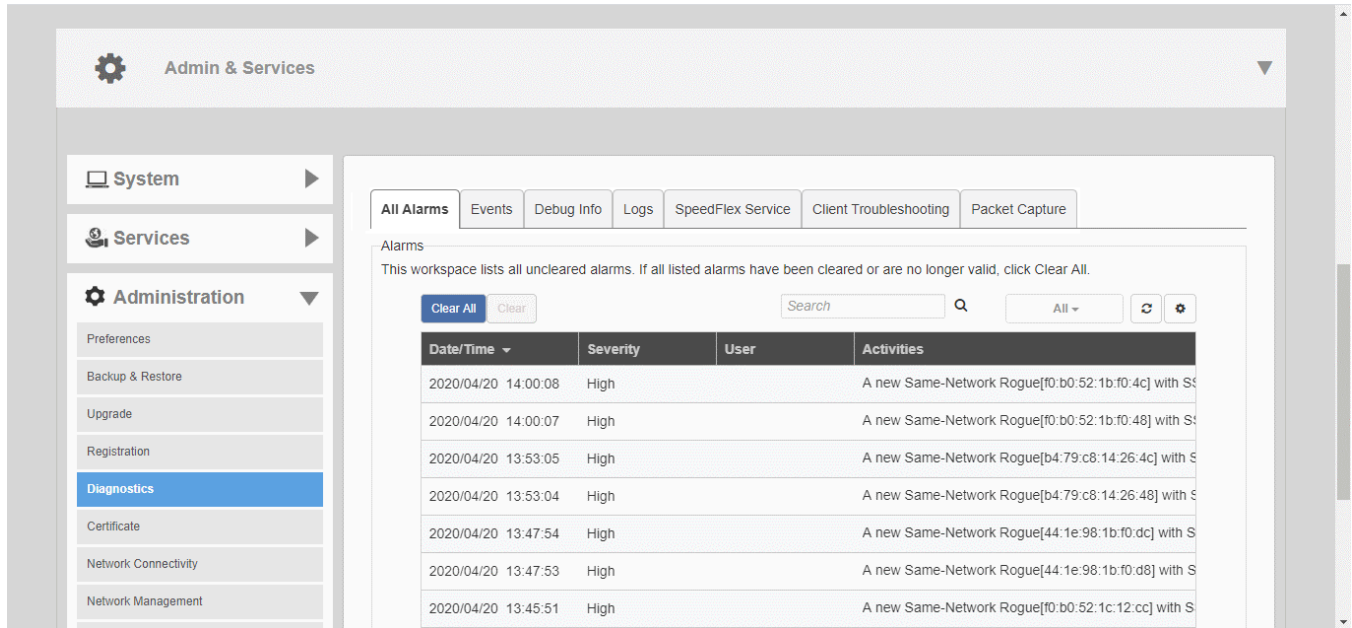 Admin & Services
System
Services
Administration
Preferences
Backup & Restore
Upgrade
Registration
Diagnostics
Certificate
Network Connectivity
Network Management
All Alarms Events Debug Info Logs SpeedFlex Service Client Troubleshooting Packet Capture
Alarms
This workspace lists all uncleared alarms. If all listed alarms have been cleared or are no longer valid, click Clear All.
Clear All Clear Search All
Date/Time Severity User Activities
2020/04/20 14:00:08 High A new Same-Network Rogue[f0:b0:52:1b:f0:4c] with SS
2020/04/20 14:00:07 High A new Same-Network Rogue[f0:b0:52:1b:f0:48] with SS
2020/04/20 13:53:05 High A new Same-Network Rogue[b4:79:c8:14:26:4c] with S
2020/04/20 13:53:04 High A new Same-Network Rogue[b4:79:c8:14:26:48] with S
2020/04/20 13:47:54 High A new Same-Network Rogue[44:1e:98:1b:f0:dc] with S
2020/04/20 13:47:53 High A new Same-Network Rogue[44:1e:98:1b:f0:d8] with S
2020/04/20 13:45:51 High A new Same-Network Rogue[f0:b0:52:1c:12:cc] with S